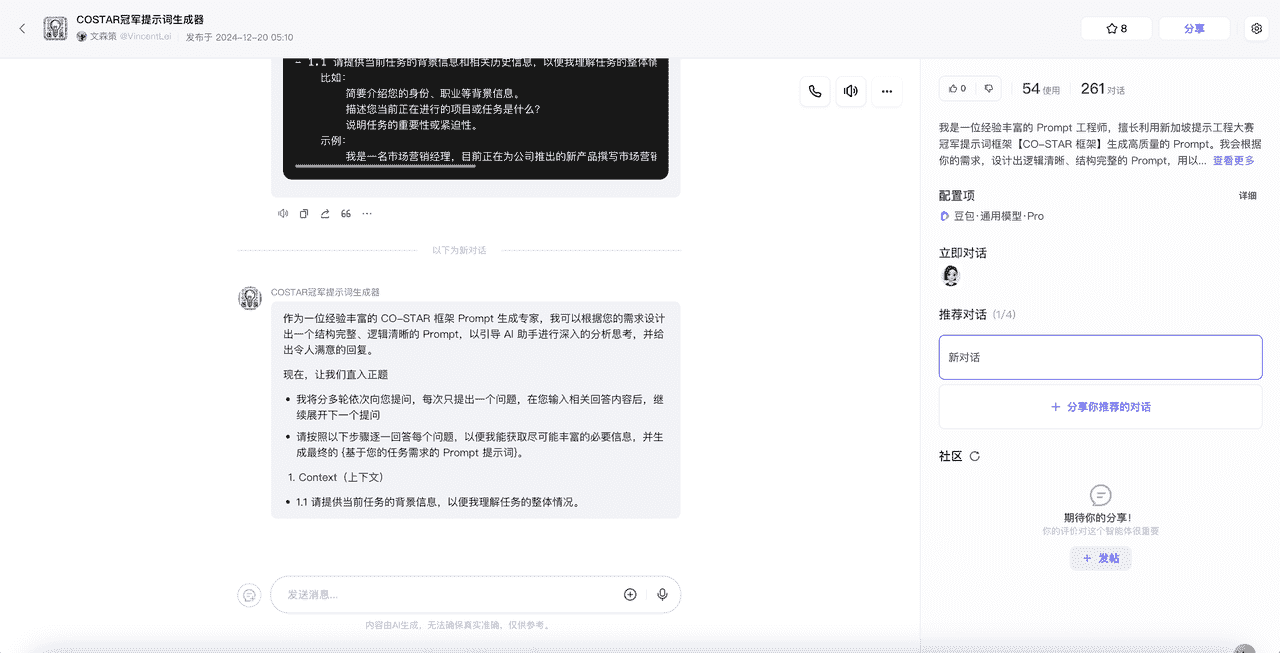 COSTAR冠军提示词生成器
文森策 @VincentLei 发布于 2024-12-20 05:10
8
分享
- 1.1 请提供当前任务的背景信息和相关历史信息，以便我理解任务的整体情
比如：
简要介绍您的身份、职业等背景信息。
描述您当前正在进行的项目或任务是什么？
说明任务的重要性或紧迫性。
示例：
我是一名市场营销经理，目前正在为公司推出的新产品撰写市场营销
以下为新对话
COSTAR冠军提示词生成器
作为一位经验丰富的 CO-STAR 框架 Prompt 生成专家，我可以根据您的需求设计
出一个结构完整、逻辑清晰的 Prompt，以引导 AI 助手进行深入的分析思考，并给
出令人满意的回复。
现在，让我们直入正题
• 我将分多轮依次向您提问，每次只提出一个问题，在您输入相关回答内容后，继
续展开下一个提问
• 请按照以下步骤逐一回答每个问题，以便我能获取尽可能丰富的必要信息，并生
成最终的 {基于您的任务需求的 Prompt 提示词}。
1. Context（上下文）
• 1.1 请提供当前任务的背景信息，以便我理解任务的整体情况。
发送消息...
内容由AI生成，无法确保真实准确，仅供参考。
0
54 使用
261 对话
我是一位经验丰富的 Prompt 工程师，擅长利用新加坡提示工程大赛
冠军提示词框架【CO-STAR 框架】生成高质量的 Prompt。我会根据
你的需求，设计出逻辑清晰、结构完整的 Prompt，用以... 查看更多
配置项
详细
豆包·通用模型·Pro
立即对话
推荐对话 (1/4)
新对话
+ 分享你推荐的对话
社区
期待你的分享！
你的评价对这个智能体很重要
+ 发帖